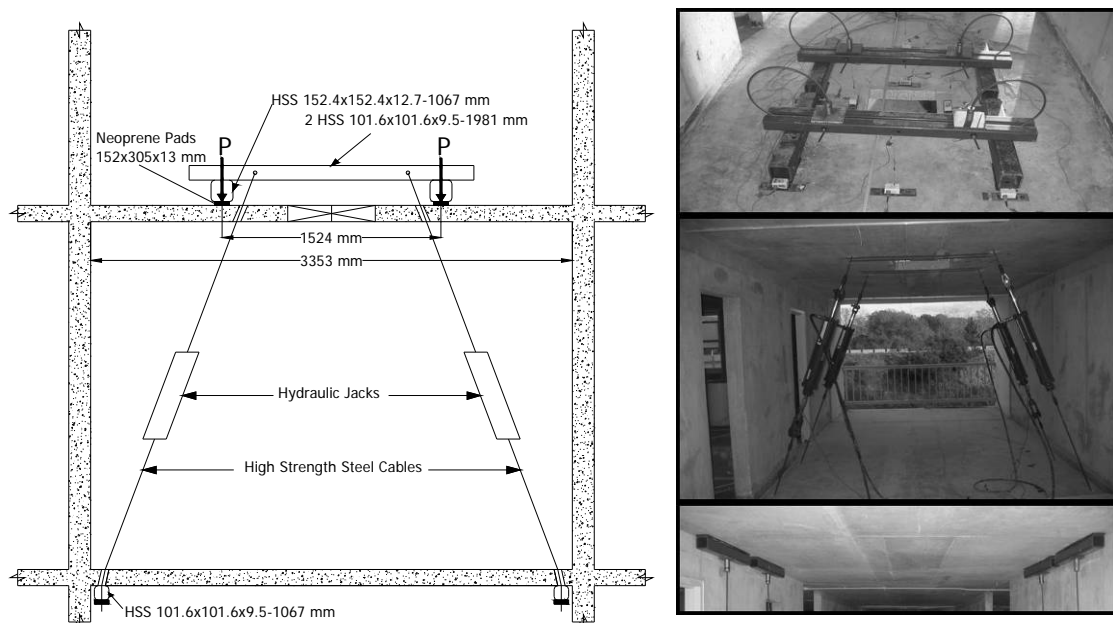 HSS 152.4x152.4x12.7-1067 mm
2 HSS 101.6x101.6x9.5-1981 mm
Neoprene Pads
152x305x13 mm
P
P
1524 mm
3353 mm
Hydraulic Jacks
High Strength Steel Cables
HSS 101.6x101.6x9.5-1067 mm